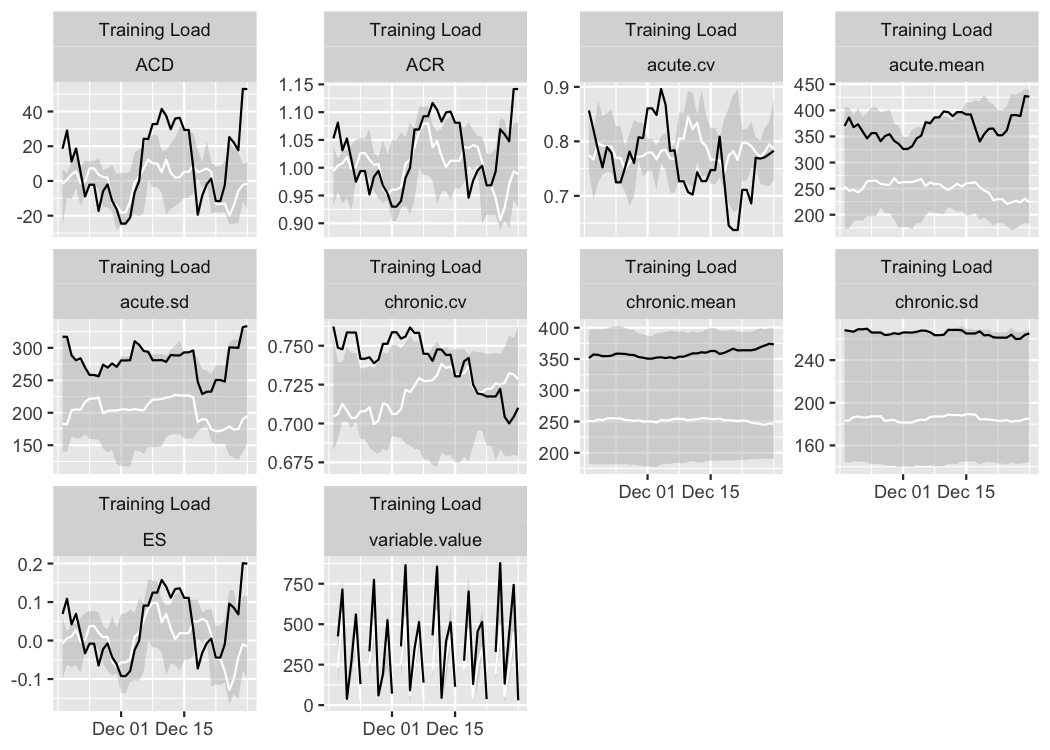 Training Load
Training Load
Training Load
Training Load
ACD
ACR
acute.cv
acute.mean
40
20
0
-20
1.15
1.10
1.05
1.00
0.95
0.90
0.9
0.8
0.7
450
400
350
300
250
200
Training Load
Training Load
Training Load
Training Load
acute.sd
chronic.cv
chronic.mean
chronic.sd
300
250
200
150
0.750
0.725
0.700
0.675
400
350
300
250
200
240
200
160
Dec 01 Dec 15
Dec 01 Dec 15
Training Load
Training Load
ES
variable.value
0.2
0.1
0.0
-0.1
750
500
250
0
Dec 01 Dec 15
Dec 01 Dec 15